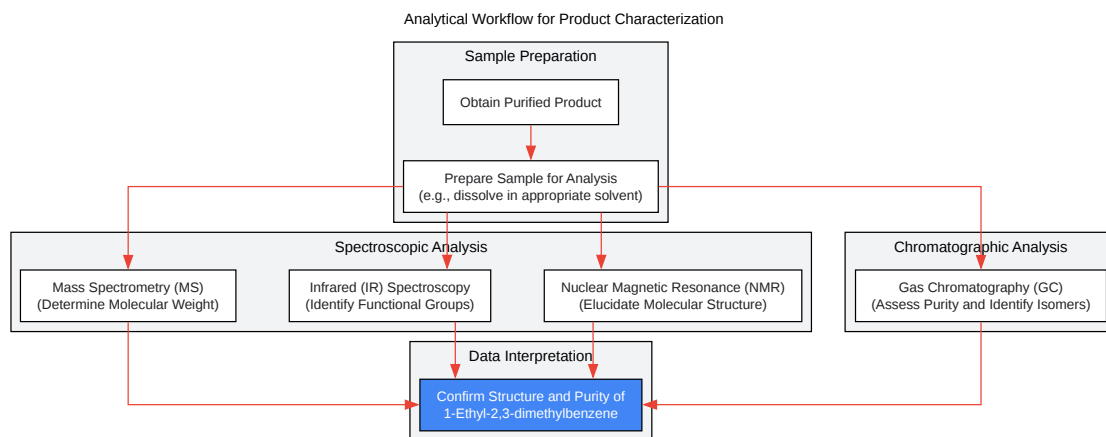 Analytical Workflow for Product Characterization
Sample Preparation
Obtain Purified Product
Prepare Sample for Analysis
(e.g., dissolve in appropriate solvent)
Spectroscopic Analysis
Mass Spectrometry (MS)
(Determine Molecular Weight)
Infrared (IR) Spectroscopy
(Identify Functional Groups)
Nuclear Magnetic Resonance (NMR)
(Elucidate Molecular Structure)
Chromatographic Analysis
Gas Chromatography (GC)
(Assess Purity and Identify Isomers)
Data Interpretation
Confirm Structure and Purity of
1-Ethyl-2,3-dimethylbenzene